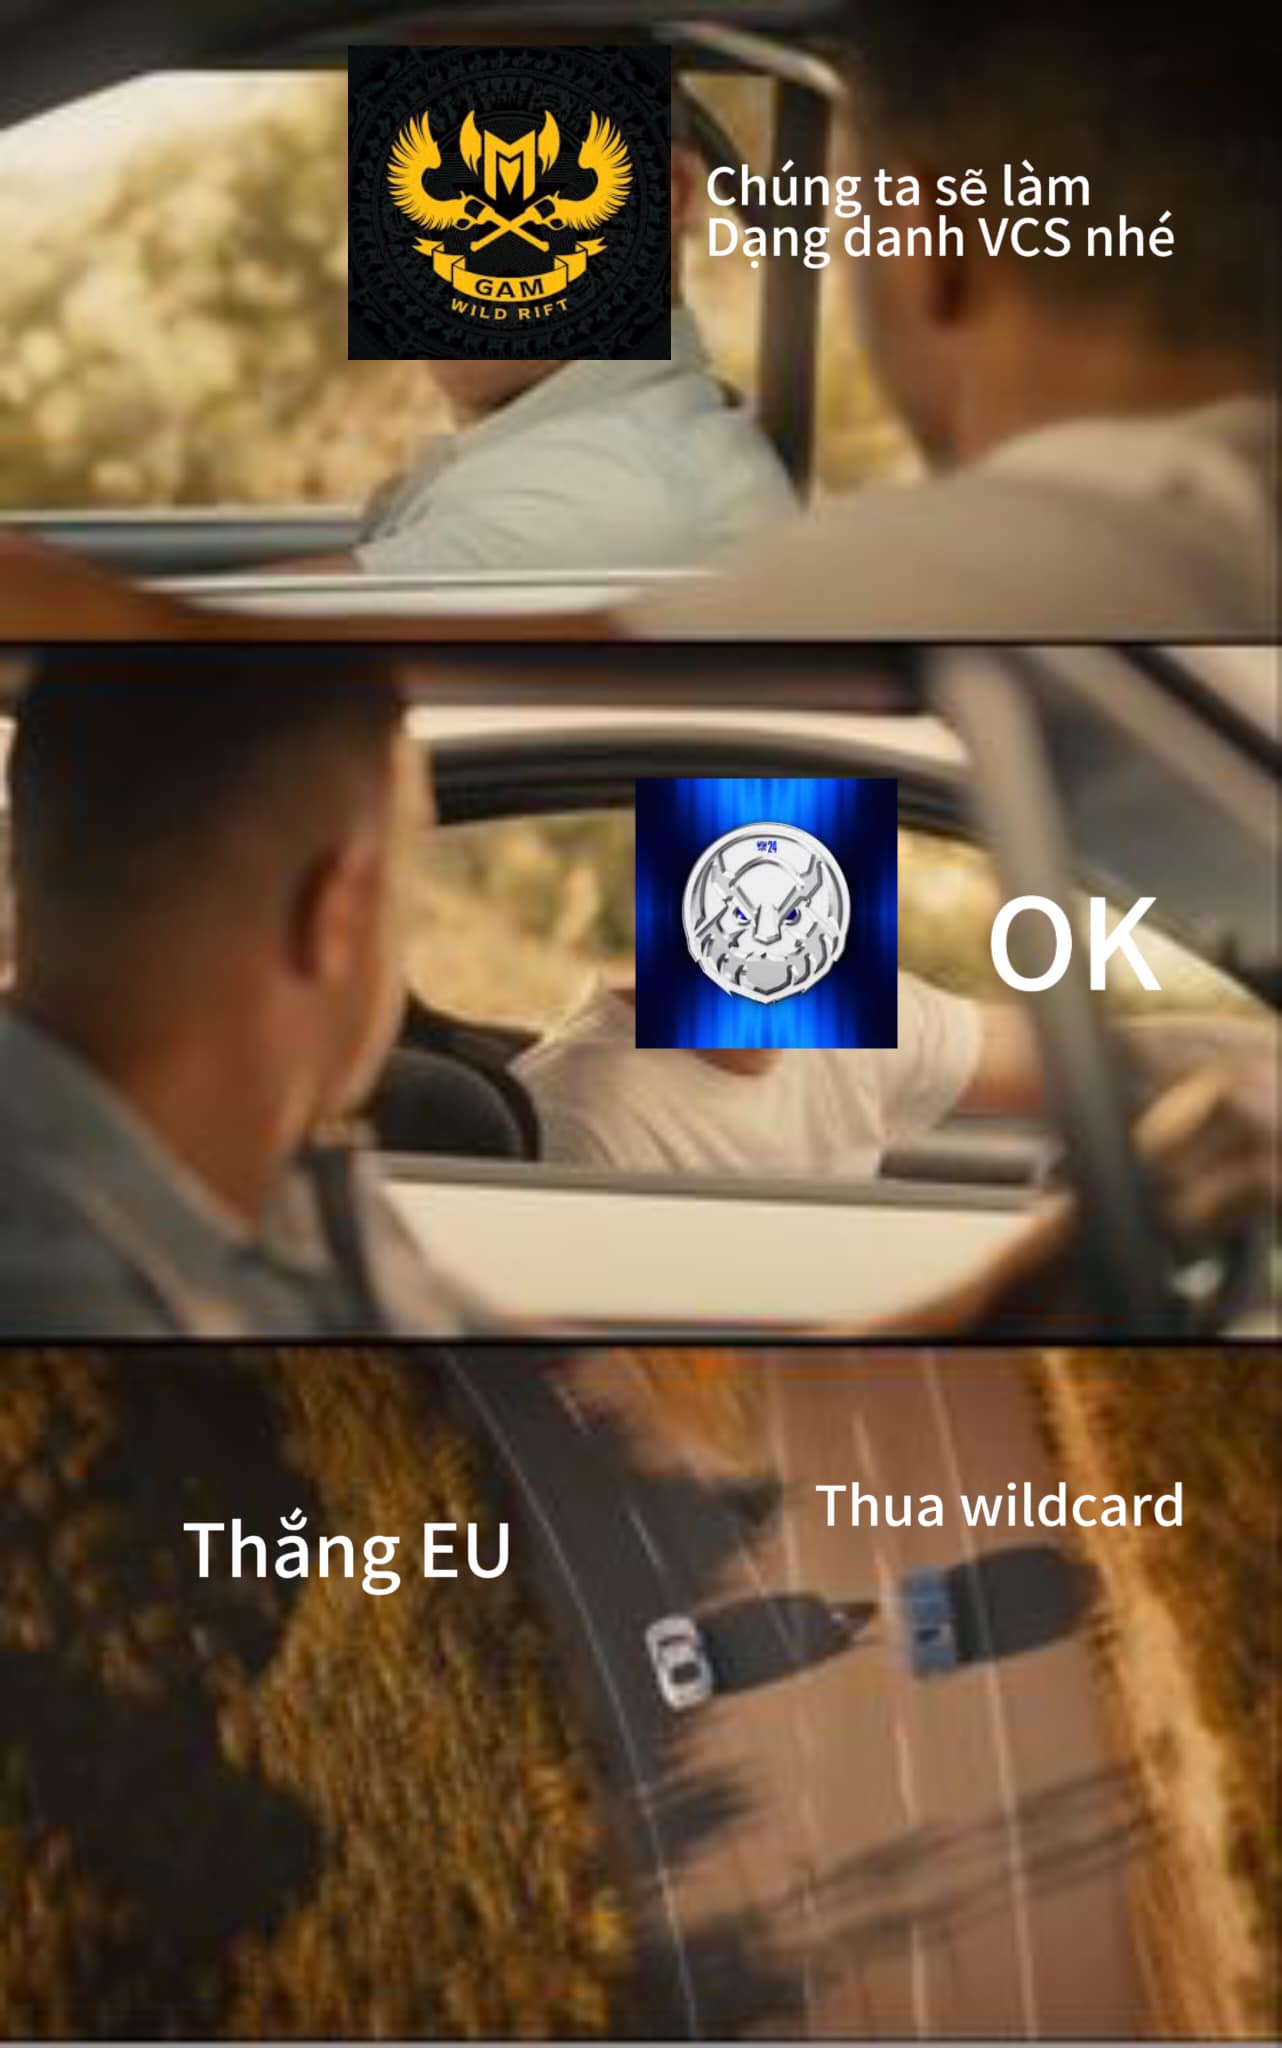 GAM
WILD RIFT
Chúng ta sẽ làm
Dạng danh VCS nhé
OK
Thắng EU
Thua wildcard